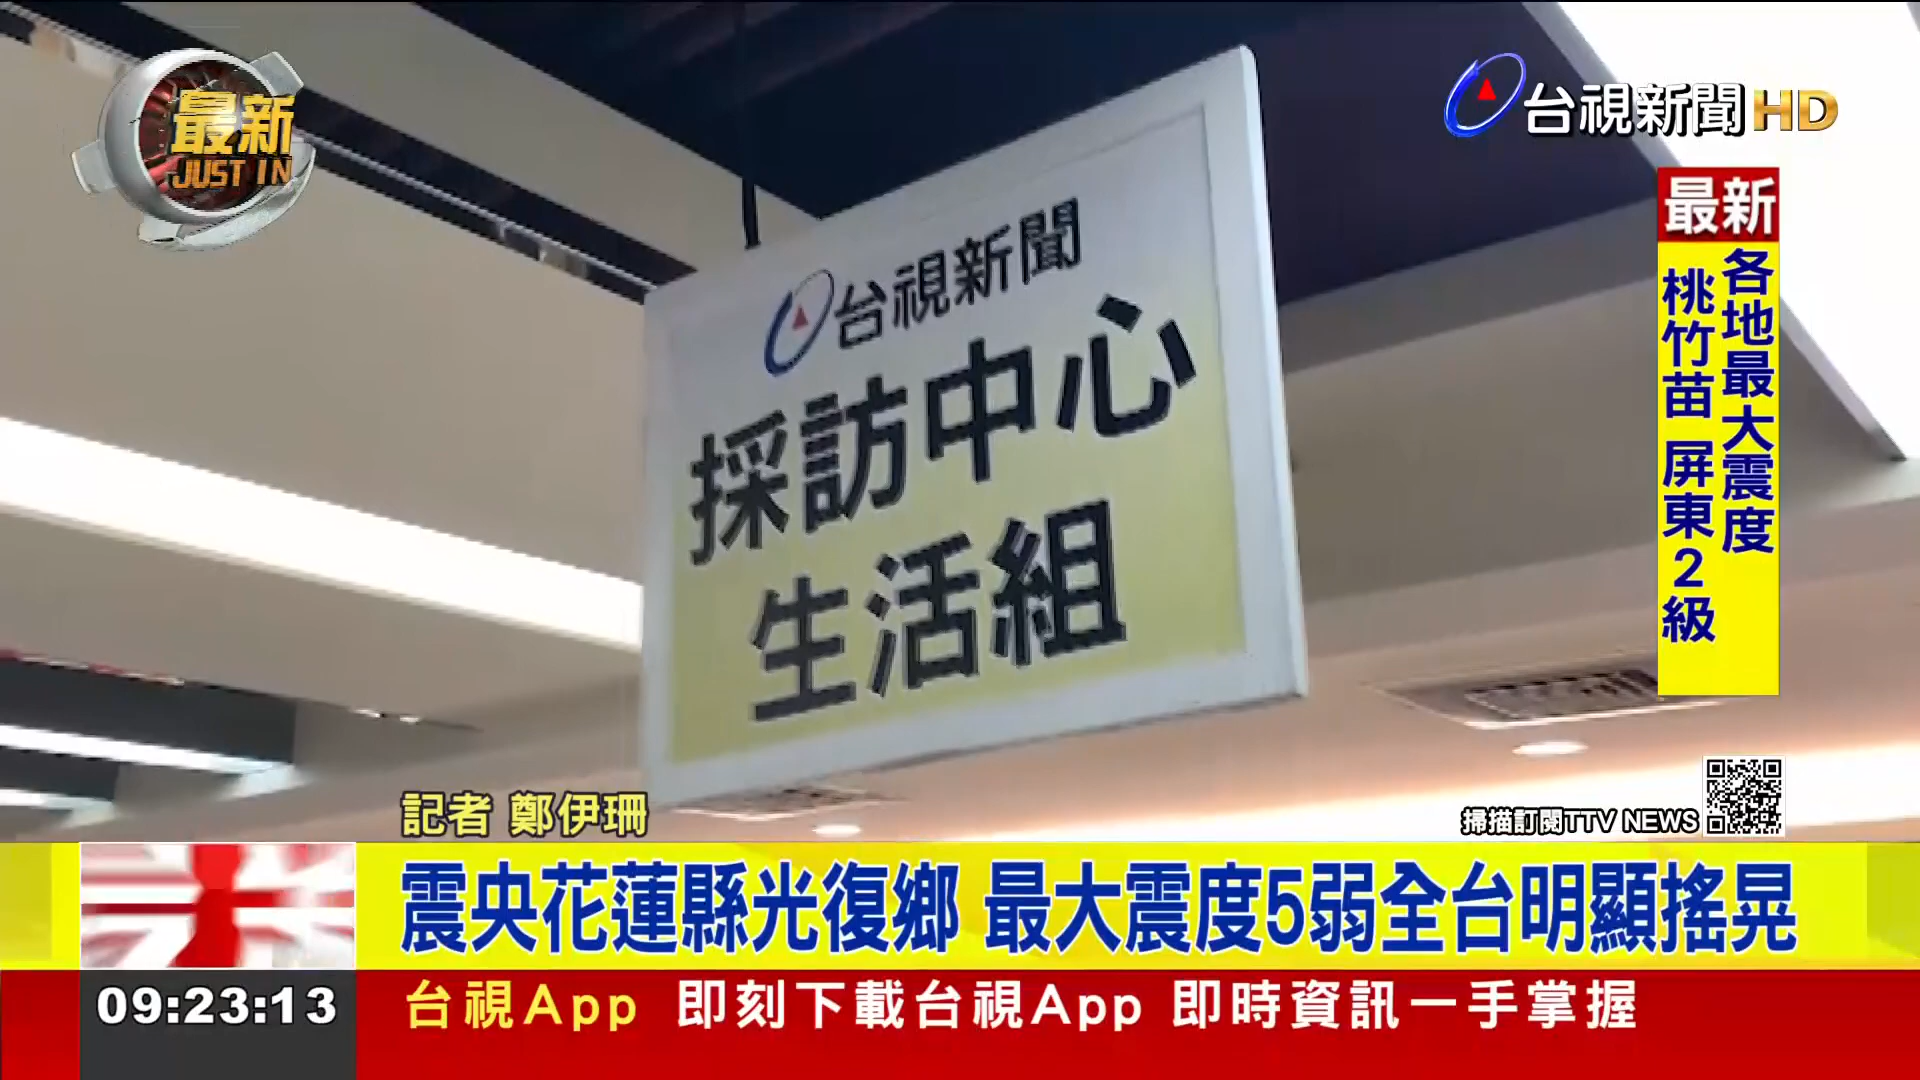 最新
JUST IN
台視新聞HD
最新
各地最大震度
桃竹苗 屏東2級
台視新聞
採訪中心
生活組
記者 鄭伊珊
掃描訂閱TTV NEWS
震央花蓮縣光復鄉 最大震度5弱全台明顯搖晃
09:23:13
台視App 即刻下載台視App 即時資訊一手掌握